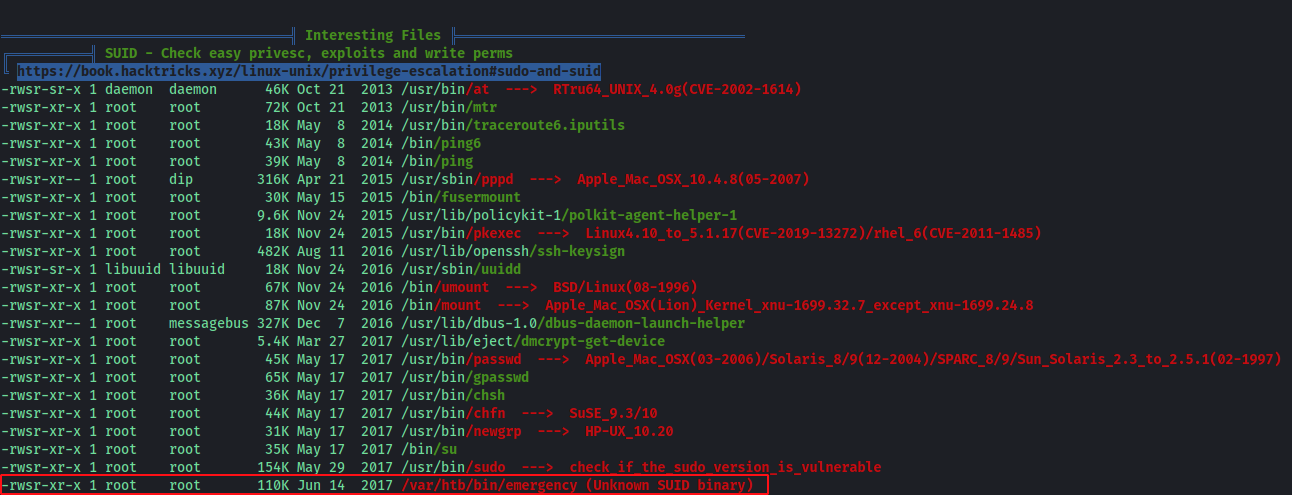 Interesting Files
SUID - Check easy privesc, exploits and write perms
https://book.hacktricks.xyz/linux-unix/privilege-escalation#sudo-and-suid
-rwsr-sr-x 1 daemon daemon 46K Oct 21 2013 /usr/bin/at ---> RTru64_UNIX_4.0g(CVE-2002-1614)
-rwsr-xr-x 1 root root 72K Oct 21 2013 /usr/bin/mtr
-rwsr-xr-x 1 root root 18K May 8 2014 /usr/bin/traceroute6.iputils
-rwsr-xr-x 1 root root 43K May 8 2014 /bin/ping6
-rwsr-xr-x 1 root root 39K May 8 2014 /bin/ping
-rwsr-xr-- 1 root dip 316K Apr 21 2015 /usr/sbin/pppd ---> Apple_Mac_OSX_10.4.8(05-2007)
-rwsr-xr-x 1 root root 30K May 15 2015 /bin/fusermount
-rwsr-xr-x 1 root root 9.6K Nov 24 2015 /usr/lib/policykit-1/polkit-agent-helper-1
-rwsr-xr-x 1 root root 18K Nov 24 2015 /usr/bin/pkexec ---> Linux4.10_to_5.1.17(CVE-2019-13272)/rhel_6(CVE-2011-1485)
-rwsr-xr-x 1 root root 482K Aug 11 2016 /usr/lib/openssh/ssh-keysign
-rwsr-sr-x 1 libuuid libuuid 18K Nov 24 2016 /usr/sbin/uuidd
-rwsr-xr-x 1 root root 67K Nov 24 2016 /bin/umount ---> BSD/Linux(08-1996)
-rwsr-xr-x 1 root root 87K Nov 24 2016 /bin/mount ---> Apple_Mac_OSX(Lion)_Kernel_xnu-1699.32.7_except_xnu-1699.24.8
-rwsr-xr-- 1 root messagebus 327K Dec 7 2016 /usr/lib/dbus-1.0/dbus-daemon-launch-helper
-rwsr-xr-x 1 root root 5.4K Mar 27 2017 /usr/lib/eject/dmcrypt-get-device
-rwsr-xr-x 1 root root 45K May 17 2017 /usr/bin/passwd ---> Apple_Mac_OSX(03-2006)/Solaris_8/9(12-2004)/SPARC_8/9/Sun_Solaris_2.3_to_2.5.1(02-1997)
-rwsr-xr-x 1 root root 65K May 17 2017 /usr/bin/gpasswd
-rwsr-xr-x 1 root root 36K May 17 2017 /usr/bin/chsh
-rwsr-xr-x 1 root root 44K May 17 2017 /usr/bin/chfn ---> SuSE_9.3/10
-rwsr-xr-x 1 root root 31K May 17 2017 /usr/bin/newgrp ---> HP-UX_10.20
-rwsr-xr-x 1 root root 35K May 17 2017 /bin/su
-rwsr-xr-x 1 root root 154K May 29 2017 /usr/bin/sudo ---> check_if_the_sudo_version_is_vulnerable
-rwsr-xr-x 1 root root 110K Jun 14 2017 /var/htb/bin/emergency (Unknown SUID binary)